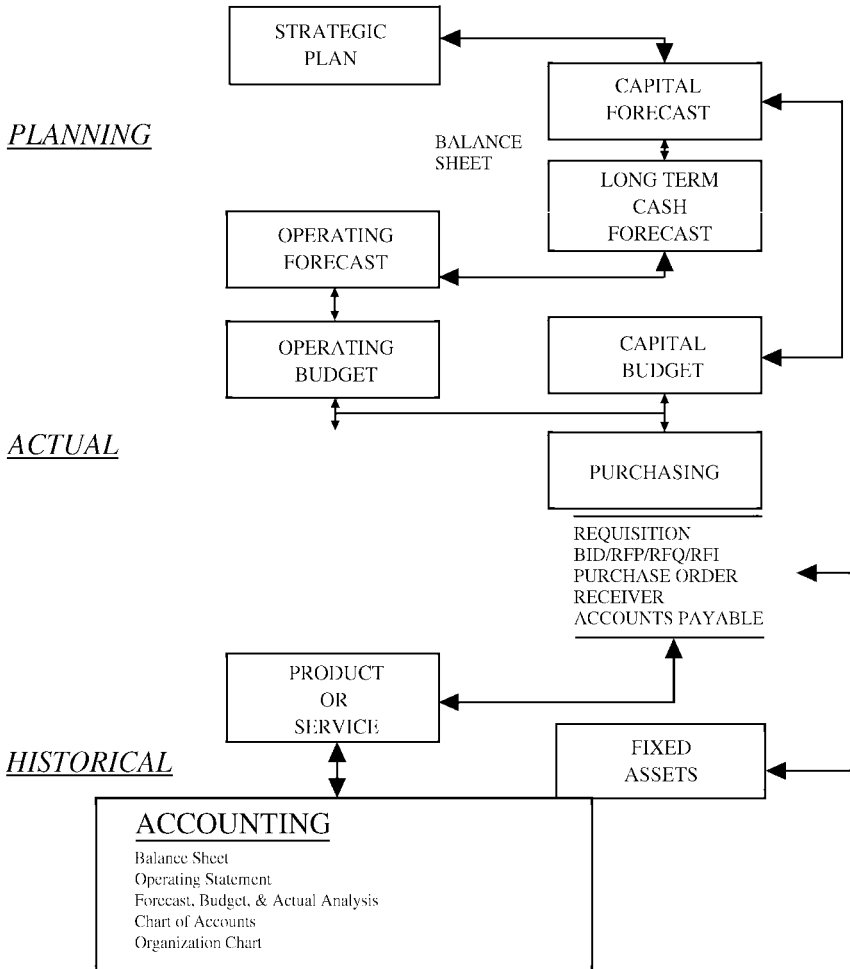 STRATEGIC
PLAN
CAPITAL
FORECAST
PLANNING
BALANCE
SHEET
LONG TERM
CASH
FORECAST
OPERATING
FORECAST
OPERATING
BUDGET
CAPITAL
BUDGET
ACTUAL
PURCHASING
REQUISITION
BID/RFP/RFQ/RFI
PURCHASE ORDER
RECEIVER
ACCOUNTS PAYABLE
PRODUCT
OR
SERVICE
HISTORICAL
FIXED
ASSETS
ACCOUNTING
Balance Sheet
Operating Statement
Forecast, Budget, & Actual Analysis
Chart of Accounts
Organization Chart